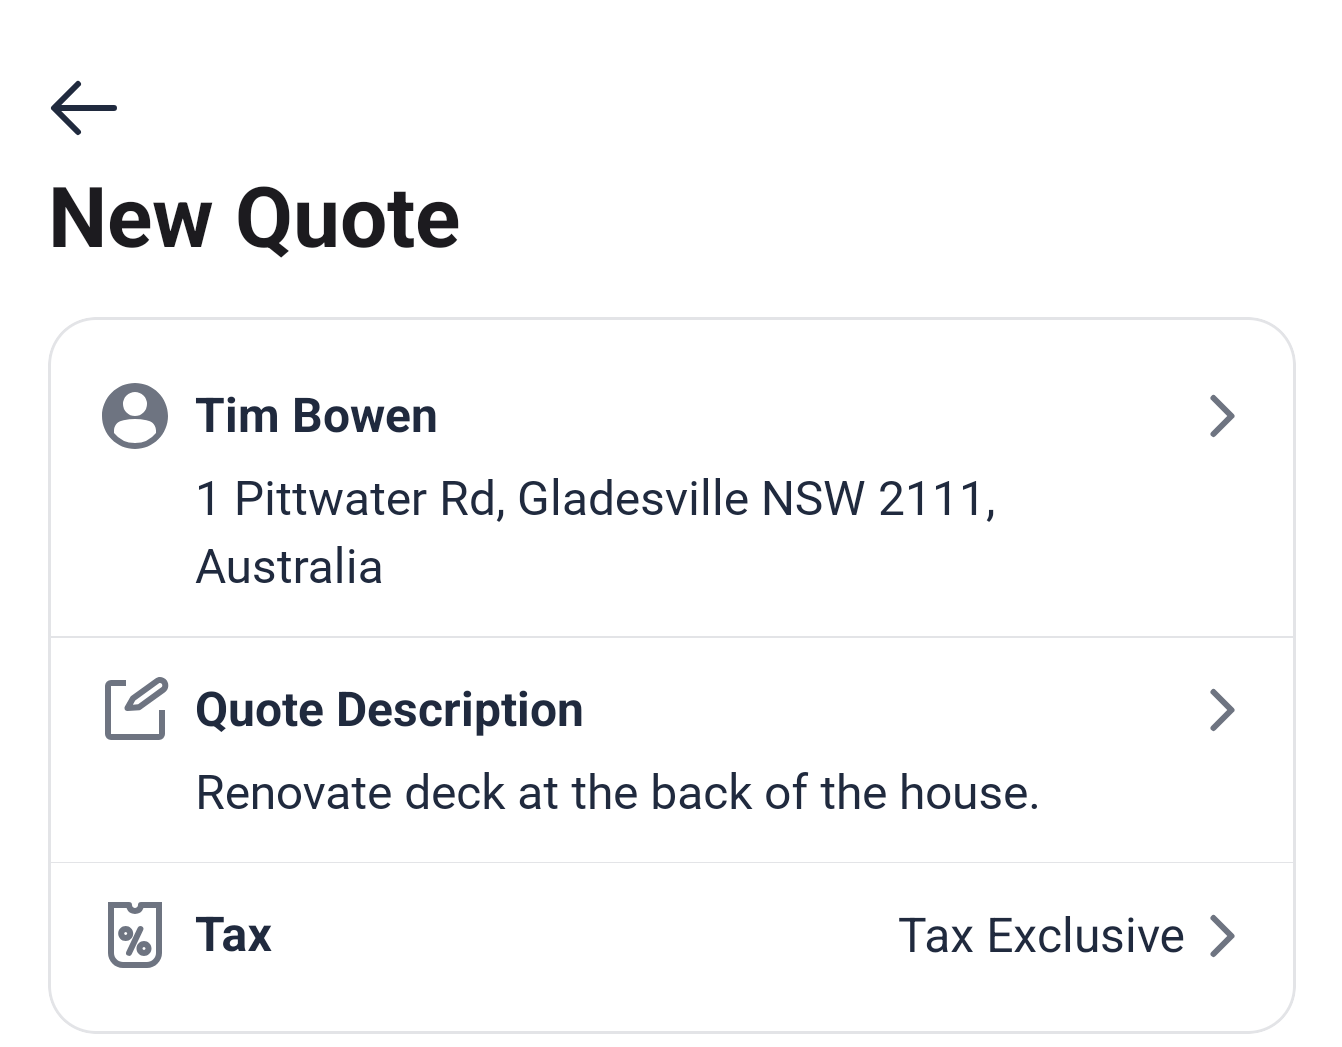 New Quote
Tim Bowen
1 Pittwater Rd, Gladesville NSW 2111,
Australia
Quote Description
Renovate deck at the back of the house.
Tax Tax Exclusive